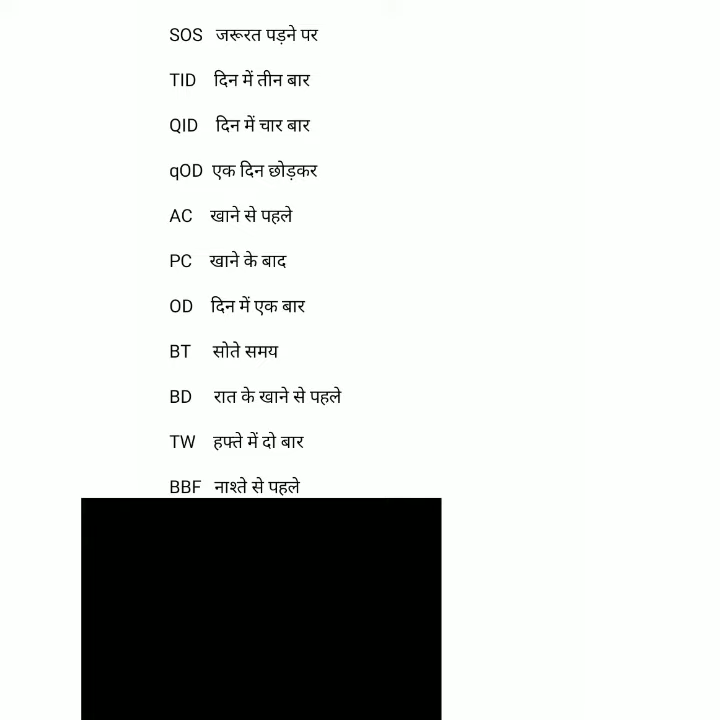 SOS जरूरत पड़ने पर
TID दिन में तीन बार
QID दिन में चार बार
qOD एक दिन छोड़कर
AC खाने से पहले
PC खाने के बाद
OD दिन में एक बार
BT सोते समय
BD रात के खाने से पहले
TW हफ्ते में दो बार
BBF नाश्ते से पहले